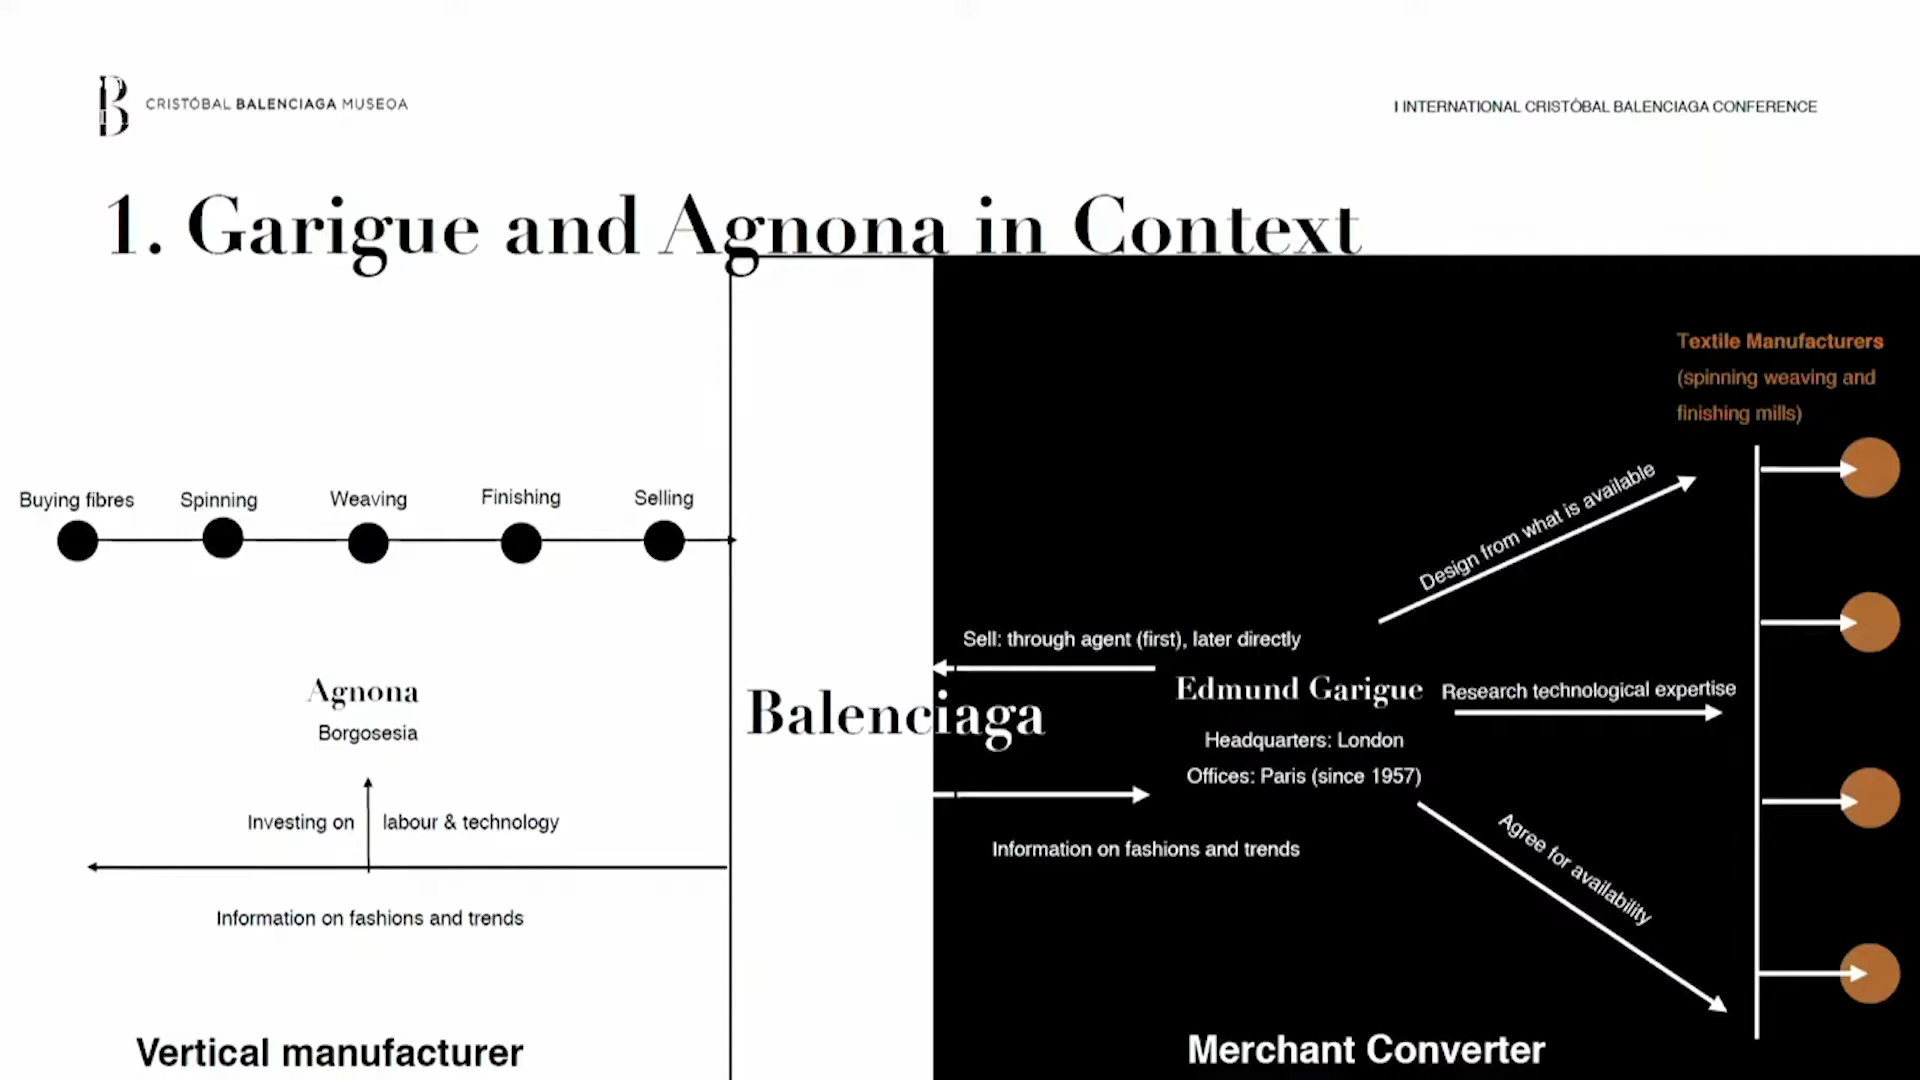 B CRISTÓBAL BALENCIAGA MUSEOA
I INTERNATIONAL CRISTÓBAL BALENCIAGA CONFERENCE
1. Garigue and Agnona in Context
Buying fibres
Spinning
Weaving
Finishing
Selling
Agnona
Borgosesia
Investing on labour & technology
Information on fashions and trends
Vertical manufacturer
Balenciaga
Sell: through agent (first), later directly
Edmund Garigue
Headquarters: London
Offices: Paris (since 1957)
Information on fashions and trends
Design from what is available
Research technological expertise
Agree for availability
Textile Manufacturers
(spinning weaving and
finishing mills)
Merchant Converter